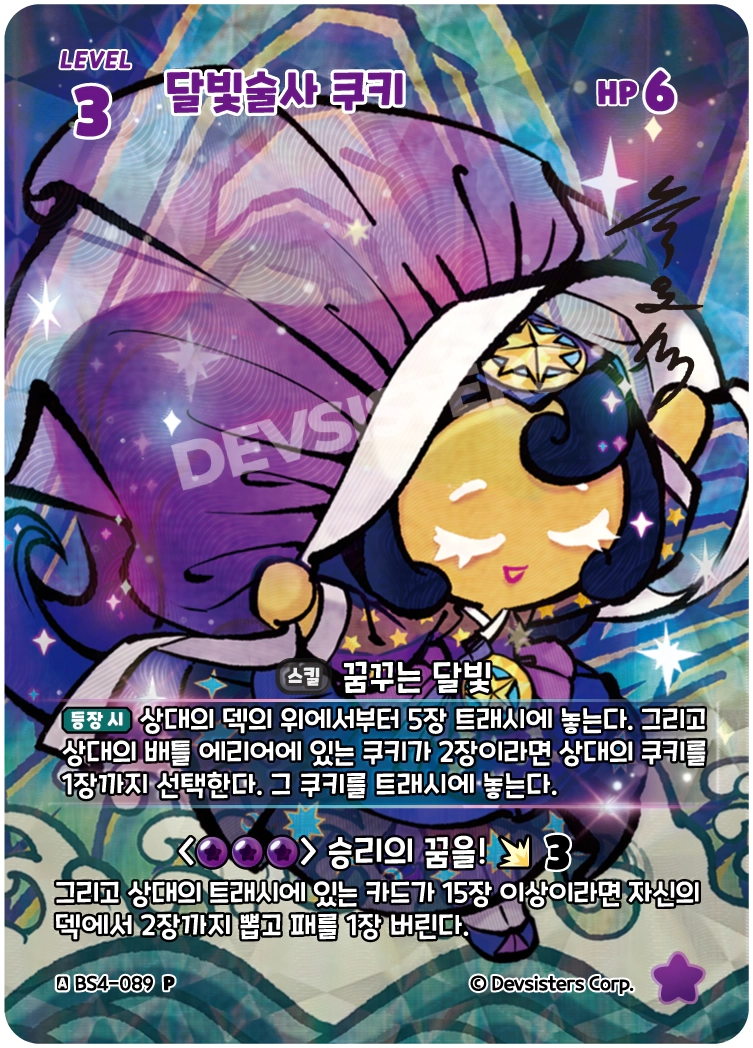 LEVEL
3
달빛술사 쿠키
HP 6
DEVSISTER
스킬 꿈꾸는 달빛
등장 시 상대의 덱의 위에서부터 5장 트래시에 놓는다. 그리고
상대의 배틀 에리어에 있는 쿠키가 2장이라면 상대의 쿠키를
1장까지 선택한다. 그 쿠키를 트래시에 놓는다.
< > 승리의 꿈을! 3
그리고 상대의 트래시에 있는 카드가 15장 이상이라면 자신의
덱에서 2장까지 뽑고 패를 1장 버린다.
A BS4-089 P
© Devsisters Corp.